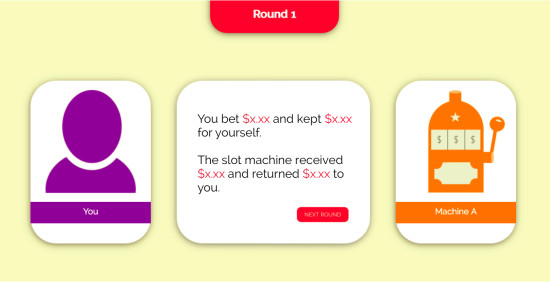 Round 1
You bet $x.xx and kept $x.xx
for yourself.
The slot machine received
$x.xx and returned $x.xx to
you.
NEXT ROUND
You
$ $ $
Machine A